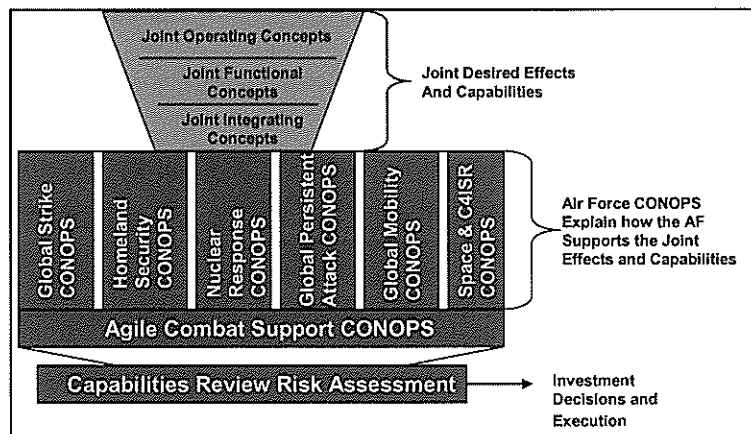 Joint Operating Concepts
Joint Functional
Concepts
Joint Integrating
Concepts
Joint Desired Effects
And Capabilities
Global Strike
CONOPS
Homeland
Security
CONOPS
Nuclear
Response
CONOPS
Global Persistent
Attack CONOPS
Global Mobility
CONOPS
Space & C4ISR
CONOPS
Air Force CONOPS
Explain how the AF
Supports the Joint
Effects and Capabilities
Agile Combat Support CONOPS
Capabilities Review Risk Assessment
Investment
Decisions and
Execution